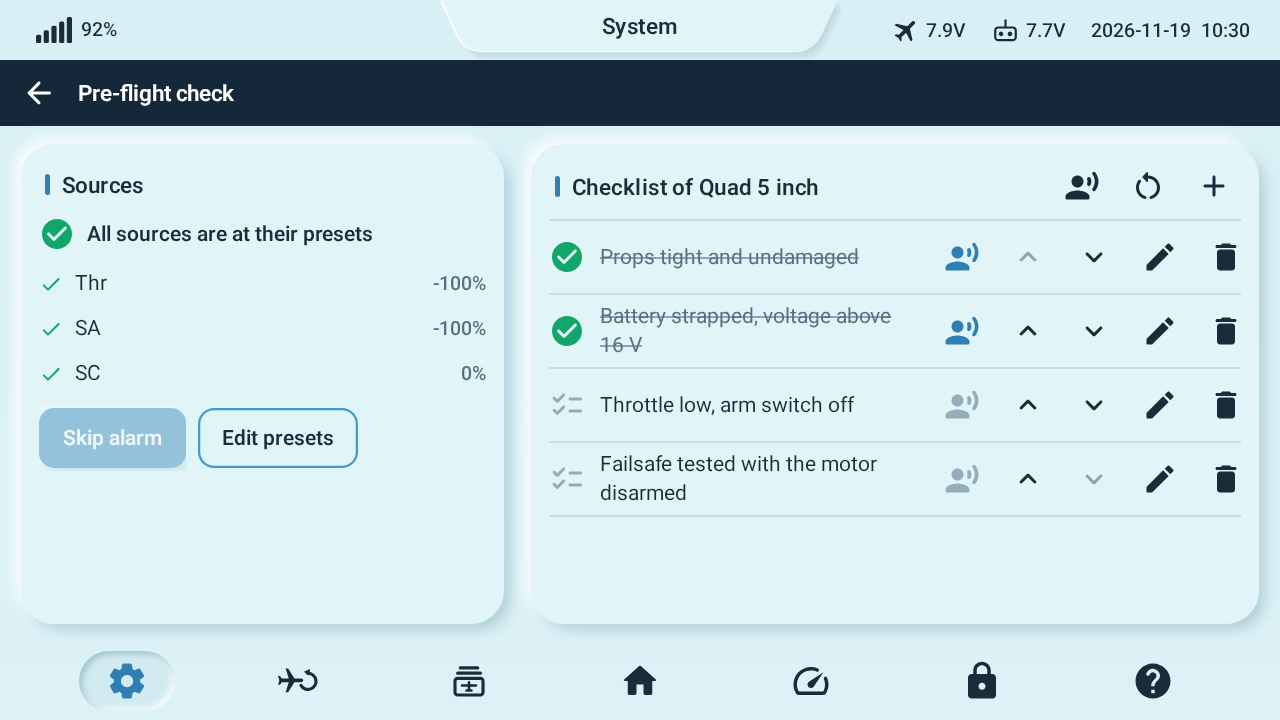 92%
System
7.9V
7.7V
2026-11-19 10:30
Pre-flight check
Sources
All sources are at their presets
Thr
-100%
SA
-100%
SC
0%
Skip alarm
Edit presets
Checklist of Quad 5 inch
Props tight and undamaged
Battery strapped, voltage above
16 V
Throttle low, arm switch off
Failsafe tested with the motor
disarmed